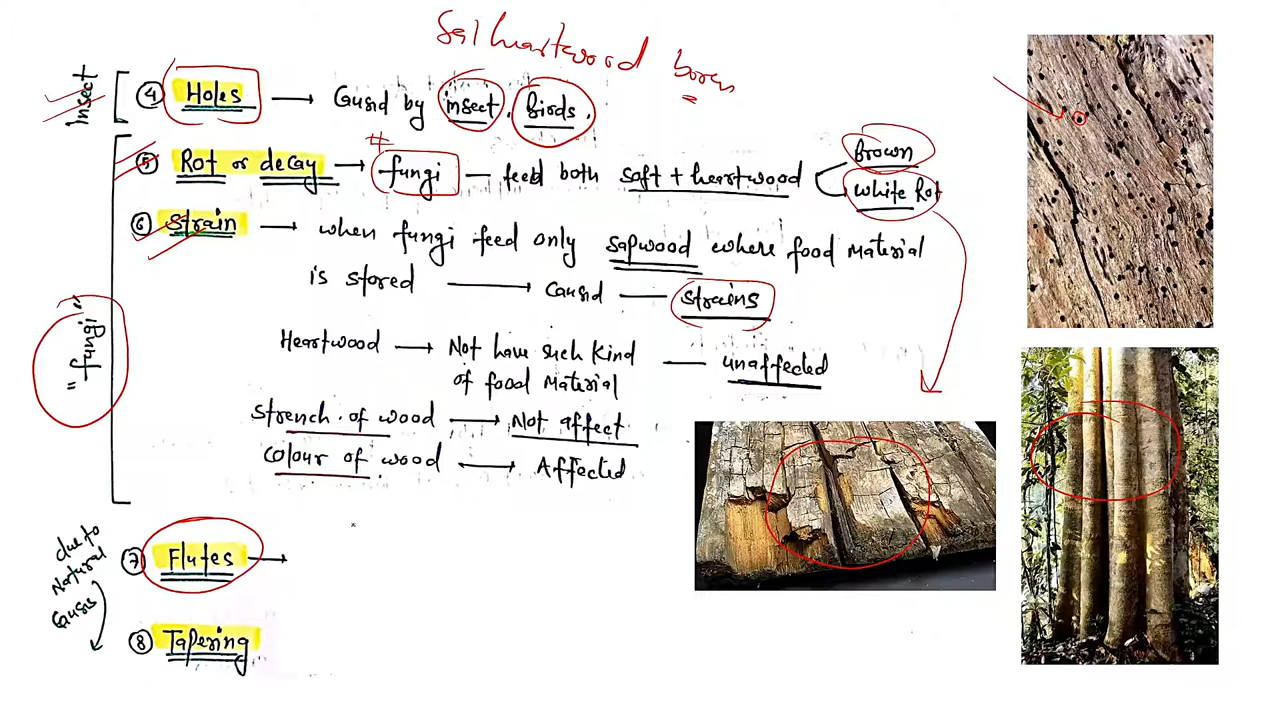 Sal heartwood borer
Insect
④ Holes → Causd by insect, birds.
⑤ Rot or decay → # fungi — feed both soft + heartwood
brown
white Rot
⑥ Strain → when fungi feed only sapwood where food material
is stored → causd — strains
"fungi"
Heartwood → Not have such kind — unaffected
of food Material
Strench of wood → Not affect
Colour of wood → Affected
due to
Natural
Causis
⑦ Flutes →
⑧ Tapering